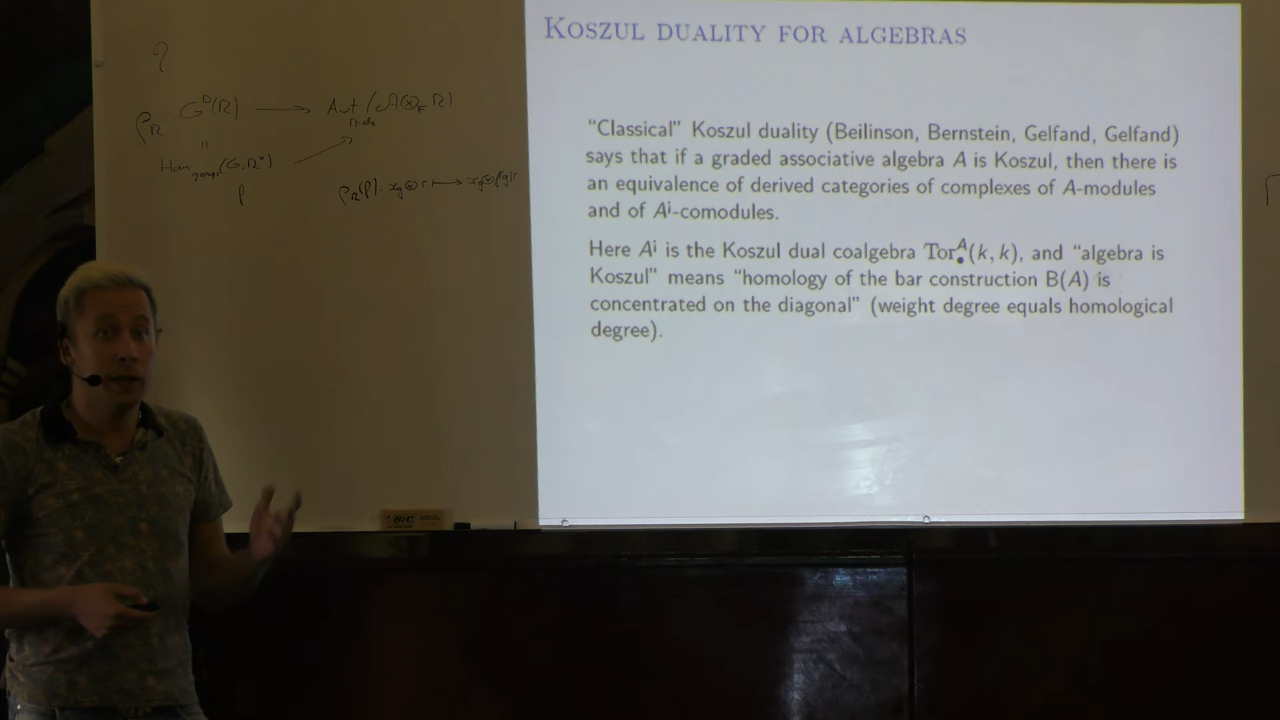 KOSZUL DUALITY FOR ALGEBRAS
“Classical” Koszul duality (Beilinson, Bernstein, Gelfand, Gelfand)
says that if a graded associative algebra A is Koszul, then there is
an equivalence of derived categories of complexes of A-modules
and of A¡-comodules.
Here A¡ is the Koszul dual coalgebra Tor^A_•(k, k), and “algebra is
Koszul” means “homology of the bar construction B(A) is
concentrated on the diagonal” (weight degree equals homological
degree).
ρ_R G^D(R) → Aut (A⊗_F R)
BIC